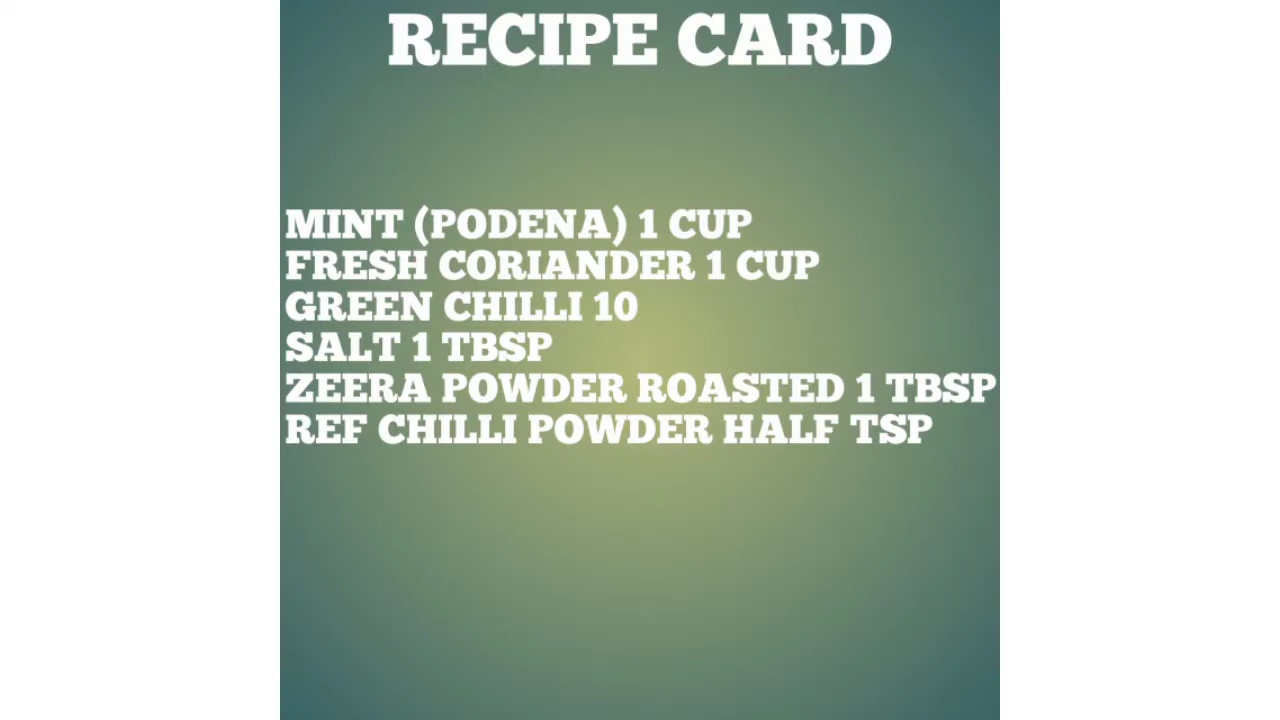 RECIPE CARD
MINT (PODENA) 1 CUP
FRESH CORIANDER 1 CUP
GREEN CHILLI 10
SALT 1 TBSP
ZEERA POWDER ROASTED 1 TBSP
REF CHILLI POWDER HALF TSP